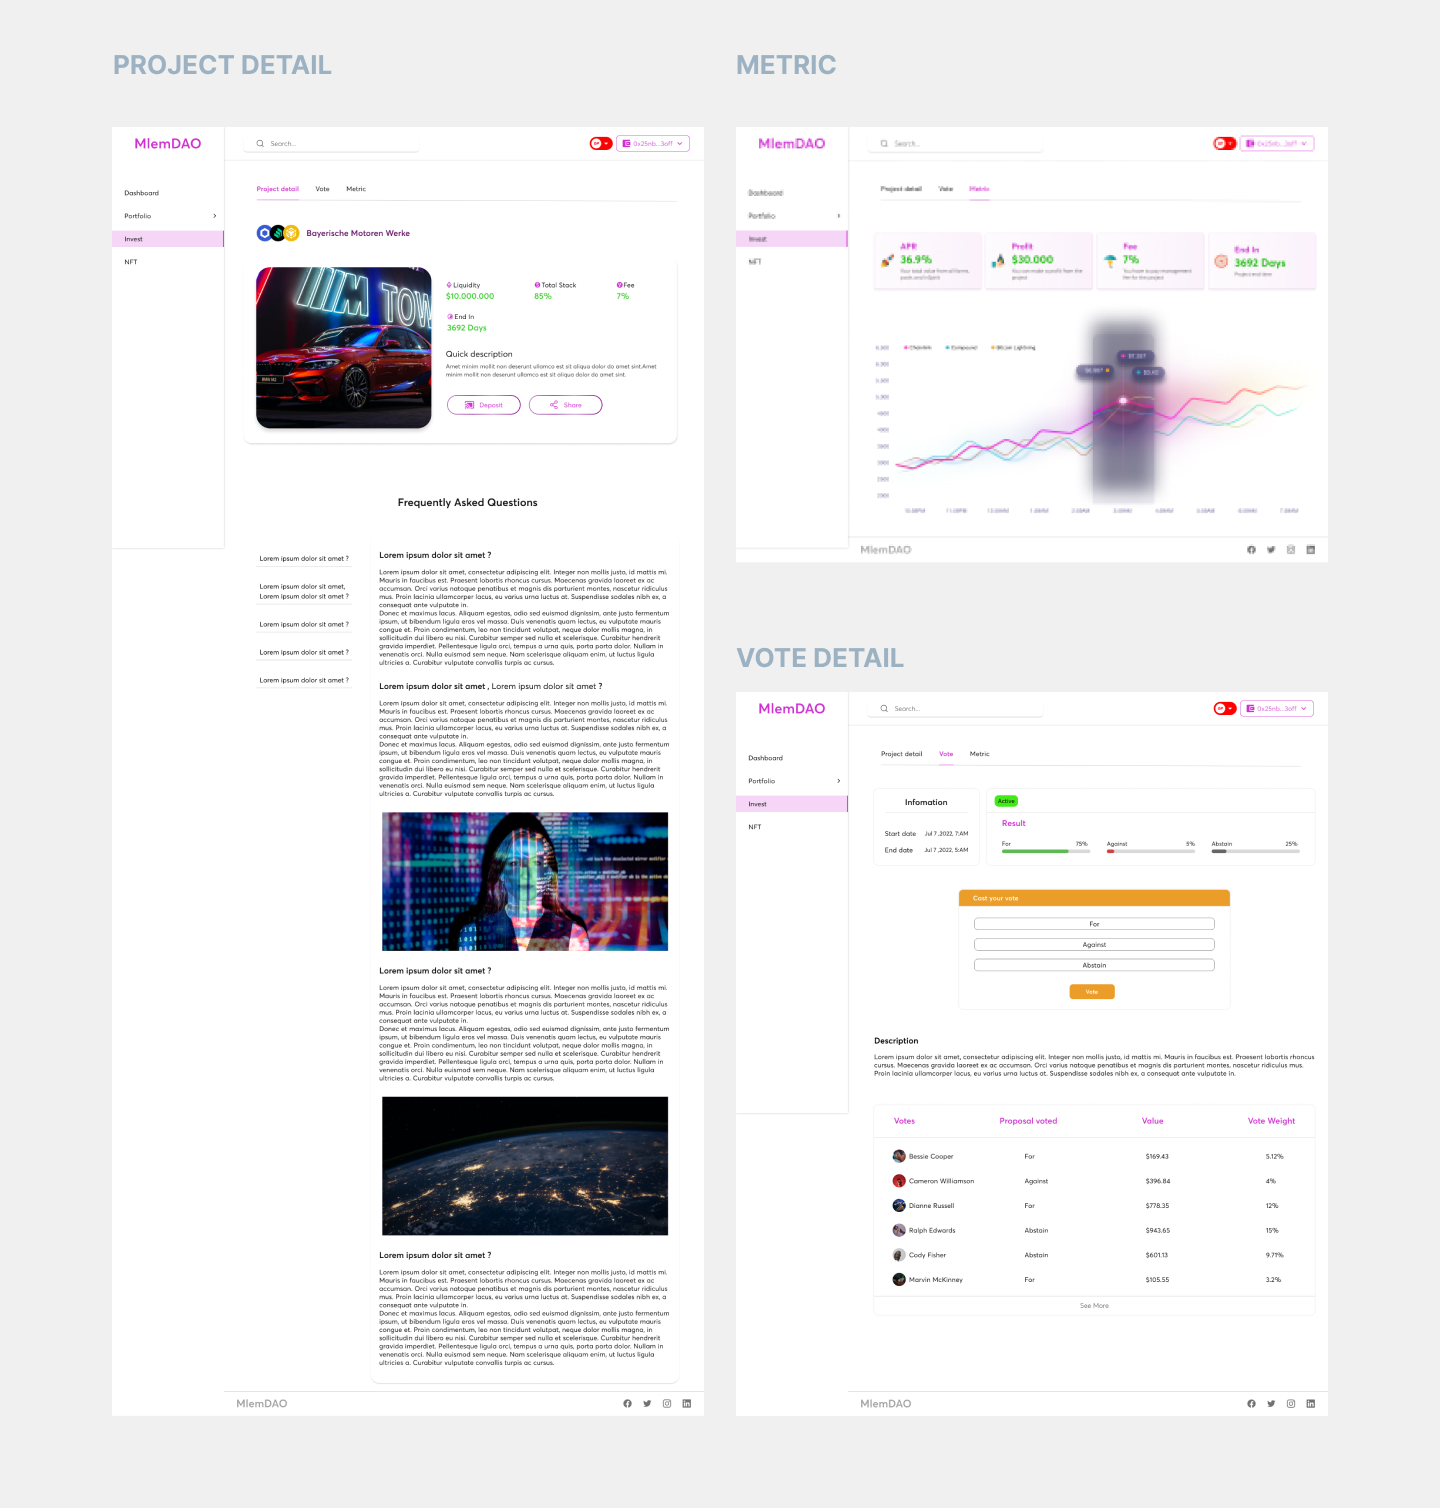 PROJECT DETAIL
MlemDAO
Search...
0x25nb...3off
Dashboard
Portfolio
Invest
NFT
Project detail
Vote
Metric
Bayerische Motoren Werke
TOW
BMW M2
Liquidity
$10.000.000
Total Stack
85%
Fee
7%
End In
3692 Days
Quick description
Amet minim mollit non deserunt ullamco est sit aliqua dolor do amet sint.Amet
minim mollit non deserunt ullamco est sit aliqua dolor do amet sint.
Deposit
Share
Frequently Asked Questions
Lorem ipsum dolor sit amet ?
Lorem ipsum dolor sit amet,
Lorem ipsum dolor sit amet ?
Lorem ipsum dolor sit amet ?
Lorem ipsum dolor sit amet ?
Lorem ipsum dolor sit amet ?
Lorem ipsum dolor sit amet ?
Lorem ipsum dolor sit amet, consectetur adipiscing elit. Integer non mollis justo, id mattis mi.
Mauris in faucibus est. Praesent lobortis rhoncus cursus. Maecenas gravida laoreet ex ac
accumsan. Orci varius natoque penatibus et magnis dis parturient montes, nascetur ridiculus
mus. Proin lacinia ullamcorper lacus, eu varius urna luctus at. Suspendisse sodales nibh ex, a
consequat ante vulputate in.
Donec et maximus lacus. Aliquam egestas, odio sed euismod dignissim, ante justo fermentum
ipsum, ut bibendum ligula eros vel massa. Duis venenatis quam lectus, eu vulputate mauris
congue et. Proin condimentum, leo non tincidunt volutpat, neque dolor mollis magna, in
sollicitudin dui libero eu nisi. Curabitur semper sed nulla et scelerisque. Curabitur hendrerit
gravida imperdiet. Pellentesque ligula orci, tempus a urna quis, porta porta dolor. Nullam in
venenatis orci. Nulla euismod sem neque. Nam scelerisque aliquam enim, ut luctus ligula
ultricies a. Curabitur vulputate convallis turpis ac cursus.
Lorem ipsum dolor sit amet , Lorem ipsum dolor sit amet ?
Lorem ipsum dolor sit amet, consectetur adipiscing elit. Integer non mollis justo, id mattis mi.
Mauris in faucibus est. Praesent lobortis rhoncus cursus. Maecenas gravida laoreet ex ac
accumsan. Orci varius natoque penatibus et magnis dis parturient montes, nascetur ridiculus
mus. Proin lacinia ullamcorper lacus, eu varius urna luctus at. Suspendisse sodales nibh ex, a
consequat ante vulputate in.
Donec et maximus lacus. Aliquam egestas, odio sed euismod dignissim, ante justo fermentum
ipsum, ut bibendum ligula eros vel massa. Duis venenatis quam lectus, eu vulputate mauris
congue et. Proin condimentum, leo non tincidunt volutpat, neque dolor mollis magna, in
sollicitudin dui libero eu nisi. Curabitur semper sed nulla et scelerisque. Curabitur hendrerit
gravida imperdiet. Pellentesque ligula orci, tempus a urna quis, porta porta dolor. Nullam in
venenatis orci. Nulla euismod sem neque. Nam scelerisque aliquam enim, ut luctus ligula
ultricies a. Curabitur vulputate convallis turpis ac cursus.
Lorem ipsum dolor sit amet ?
Lorem ipsum dolor sit amet, consectetur adipiscing elit. Integer non mollis justo, id mattis mi.
Mauris in faucibus est. Praesent lobortis rhoncus cursus. Maecenas gravida laoreet ex ac
accumsan. Orci varius natoque penatibus et magnis dis parturient montes, nascetur ridiculus
mus. Proin lacinia ullamcorper lacus, eu varius urna luctus at. Suspendisse sodales nibh ex, a
consequat ante vulputate in.
Donec et maximus lacus. Aliquam egestas, odio sed euismod dignissim, ante justo fermentum
ipsum, ut bibendum ligula eros vel massa. Duis venenatis quam lectus, eu vulputate mauris
congue et. Proin condimentum, leo non tincidunt volutpat, neque dolor mollis magna, in
sollicitudin dui libero eu nisi. Curabitur semper sed nulla et scelerisque. Curabitur hendrerit
gravida imperdiet. Pellentesque ligula orci, tempus a urna quis, porta porta dolor. Nullam in
venenatis orci. Nulla euismod sem neque. Nam scelerisque aliquam enim, ut luctus ligula
ultricies a. Curabitur vulputate convallis turpis ac cursus.
Lorem ipsum dolor sit amet ?
Lorem ipsum dolor sit amet, consectetur adipiscing elit. Integer non mollis justo, id mattis mi.
Mauris in faucibus est. Praesent lobortis rhoncus cursus. Maecenas gravida laoreet ex ac
accumsan. Orci varius natoque penatibus et magnis dis parturient montes, nascetur ridiculus
mus. Proin lacinia ullamcorper lacus, eu varius urna luctus at. Suspendisse sodales nibh ex, a
consequat ante vulputate in.
Donec et maximus lacus. Aliquam egestas, odio sed euismod dignissim, ante justo fermentum
ipsum, ut bibendum ligula eros vel massa. Duis venenatis quam lectus, eu vulputate mauris
congue et. Proin condimentum, leo non tincidunt volutpat, neque dolor mollis magna, in
sollicitudin dui libero eu nisi. Curabitur semper sed nulla et scelerisque. Curabitur hendrerit
gravida imperdiet. Pellentesque ligula orci, tempus a urna quis, porta porta dolor. Nullam in
venenatis orci. Nulla euismod sem neque. Nam scelerisque aliquam enim, ut luctus ligula
ultricies a. Curabitur vulputate convallis turpis ac cursus.
MlemDAO
METRIC
MlemDAO
Search...
0x25nb...3off
Dashboard
Portfolio
Invest
NFT
Project detail
Vote
Metric
APR
36.9%
Profit
$30.000
You can make a profit from the
project
Fee
7%
You have to pay management
fee for the project
End In
3692 Days
Project end time
Compound
Bitcoin Lightning
MlemDAO
VOTE DETAIL
MlemDAO
Search...
0x25nb...3off
Dashboard
Portfolio
Invest
NFT
Project detail
Vote
Metric
Infomation
Start date
Jul 7 ,2022, 7:AM
End date
Jul 7 ,2022, 5:AM
Active
Result
For
75%
Against
5%
Abstain
25%
Cast your vote
For
Against
Abstain
Vote
Description
Lorem ipsum dolor sit amet, consectetur adipiscing elit. Integer non mollis justo, id mattis mi. Mauris in faucibus est. Praesent lobortis rhoncus
cursus. Maecenas gravida laoreet ex ac accumsan. Orci varius natoque penatibus et magnis dis parturient montes, nascetur ridiculus mus.
Proin lacinia ullamcorper lacus, eu varius urna luctus at. Suspendisse sodales nibh ex, a consequat ante vulputate in.
Votes
Proposal voted
Value
Vote Weight
Bessie Cooper
For
$169.43
5.12%
Cameron Williamson
Against
$396.84
4%
Dianne Russell
For
$778.35
12%
Ralph Edwards
Abstain
$943.65
15%
Cody Fisher
Abstain
$601.13
9.71%
Marvin McKinney
For
$105.55
3.2%
See More
MlemDAO